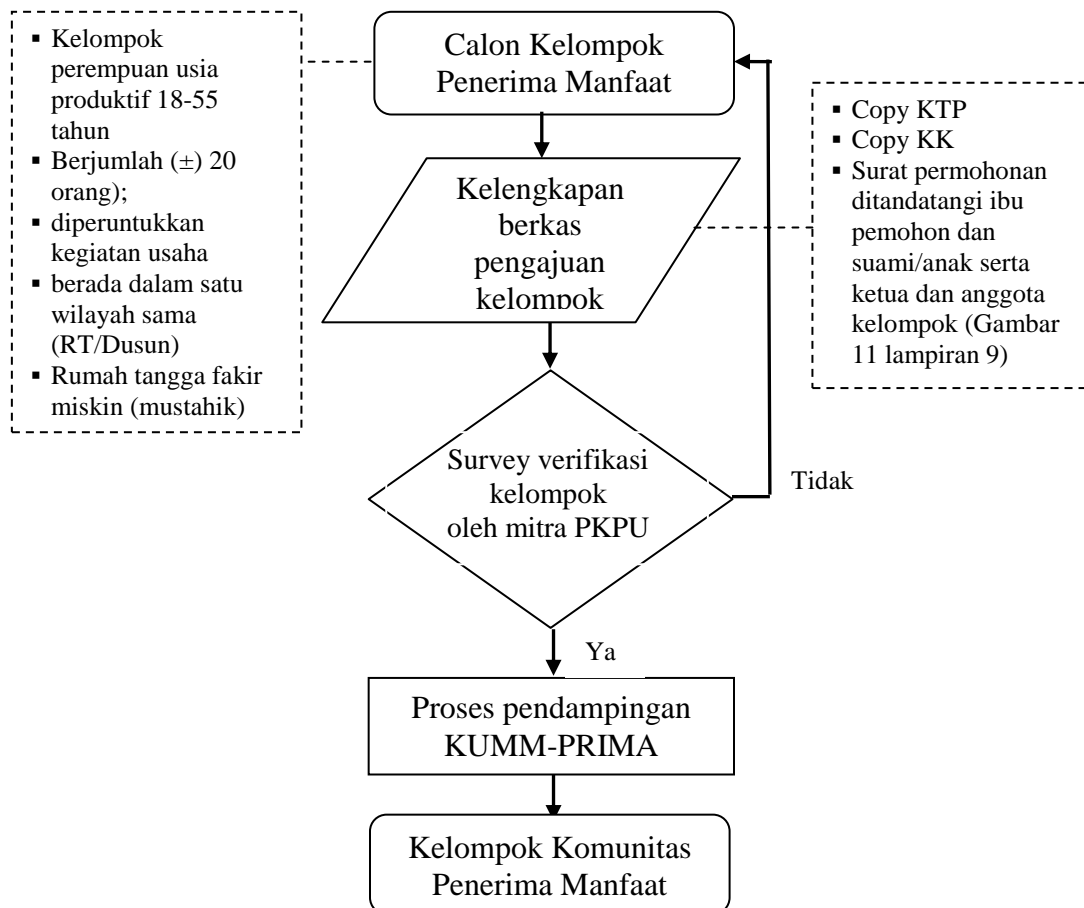 ▪ Kelompok
perempuan usia
produktif 18-55
tahun
▪ Berjumlah (±) 20
orang);
▪ diperuntukkan
kegiatan usaha
▪ berada dalam satu
wilayah sama
(RT/Dusun)
▪ Rumah tangga fakir
miskin (mustahik)
Calon Kelompok
Penerima Manfaat
▪ Copy KTP
▪ Copy KK
▪ Surat permohonan
ditandatangi ibu
pemohon dan
suami/anak serta
ketua dan anggota
kelompok (Gambar
11 lampiran 9)
Kelengkapan
berkas
pengajuan
kelompok
Survey verifikasi
kelompok
oleh mitra PKPU
Tidak
Ya
Proses pendampingan
KUMM-PRIMA
Kelompok Komunitas
Penerima Manfaat